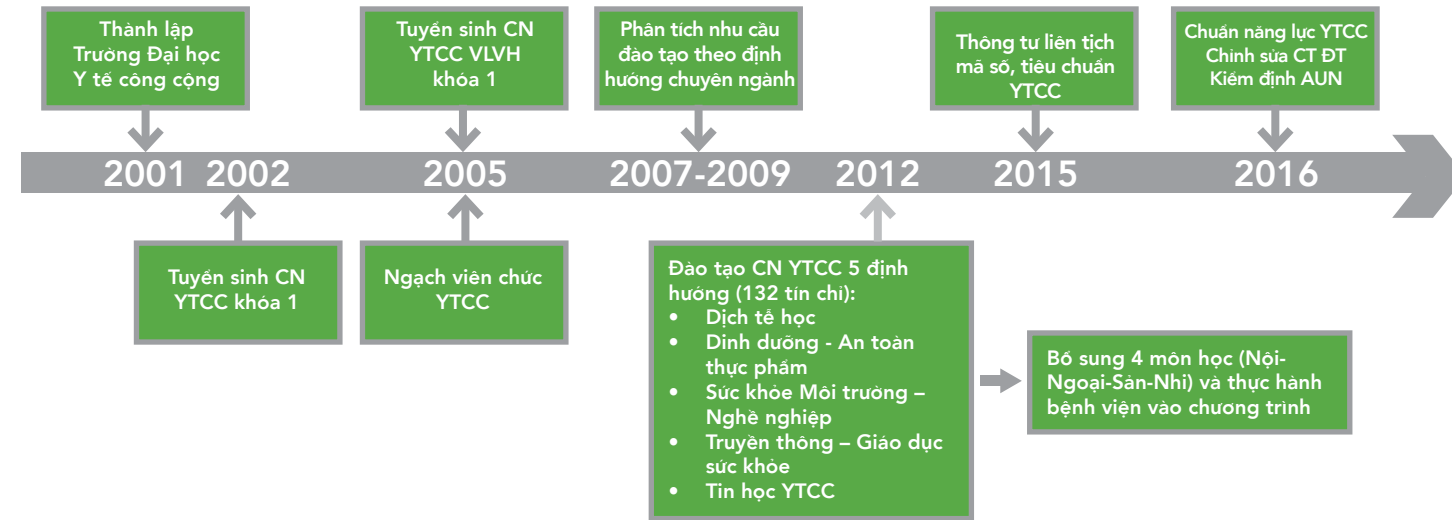 Thành lập
Trường Đại học
Y tế công cộng
Tuyển sinh CN
YTCC VLVH
khóa 1
Phân tích nhu cầu
đào tạo theo định
hướng chuyên ngành
Thông tư liên tịch
mã số, tiêu chuẩn
YTCC
Chuẩn năng lực YTCC
Chỉnh sửa CT ĐT
Kiểm định AUN
2001 2002 2005 2007-2009 2012 2015 2016
Tuyển sinh CN
YTCC khóa 1
Ngạch viên chức
YTCC
Đào tạo CN YTCC 5 định
hướng (132 tín chỉ):
• Dịch tễ học
• Dinh dưỡng - An toàn
thực phẩm
• Sức khỏe Môi trường –
Nghề nghiệp
• Truyền thông – Giáo dục
sức khỏe
• Tin học YTCC
Bổ sung 4 môn học (Nội-
Ngoại-Sản-Nhi) và thực hành
bệnh viện vào chương trình